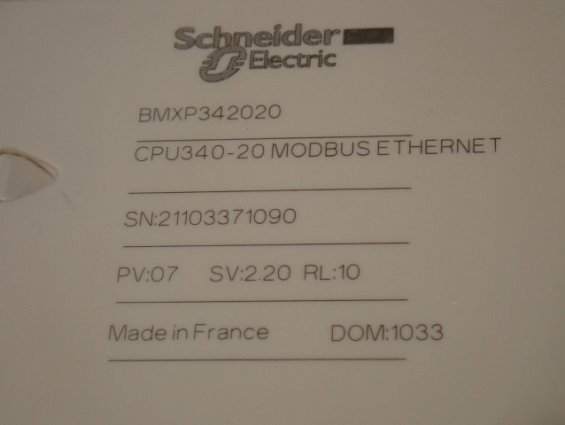 Schneider
Electric
BMXP342020
CPU340-20 MODBUS ETHERNET
SN:21103371090
PV:07 SV:2.20 RL:10
Made in France DOM:1033